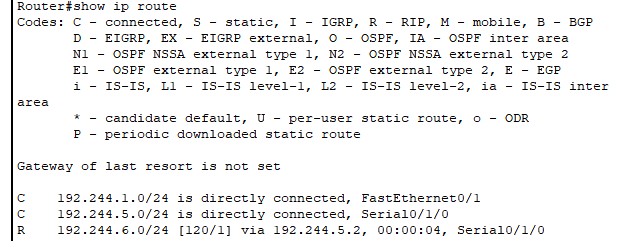 Router#show ip route
Codes: C - connected, S - static, I - IGRP, R - RIP, M - mobile, B - BGP
       D - EIGRP, EX - EIGRP external, O - OSPF, IA - OSPF inter area
       N1 - OSPF NSSA external type 1, N2 - OSPF NSSA external type 2
       E1 - OSPF external type 1, E2 - OSPF external type 2, E - EGP
       i - IS-IS, L1 - IS-IS level-1, L2 - IS-IS level-2, ia - IS-IS inter
area
       * - candidate default, U - per-user static route, o - ODR
       P - periodic downloaded static route
Gateway of last resort is not set
C    192.244.1.0/24 is directly connected, FastEthernet0/1
C    192.244.5.0/24 is directly connected, Serial0/1/0
R    192.244.6.0/24 [120/1] via 192.244.5.2, 00:00:04, Serial0/1/0